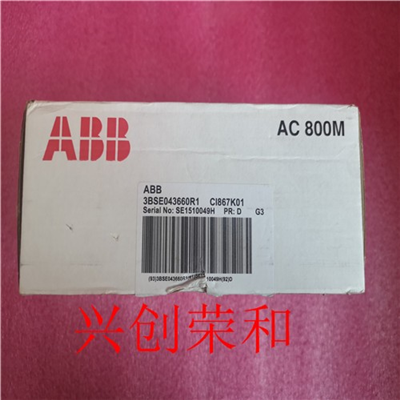 ABB
AC 800M
ABB
3BSE043660R1 CI867K01
Serial No: SE1510049H PR: D G3
兴创荣和